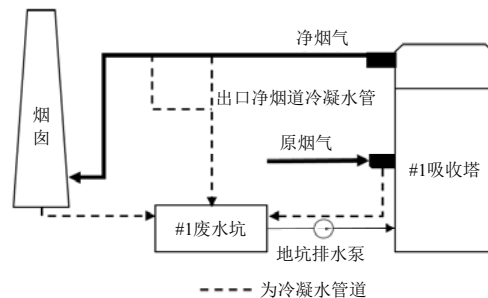 净烟气
烟囱
出口净烟道冷凝水管
原烟气
#1吸收塔
#1废水坑
地坑排水泵
为冷凝水管道